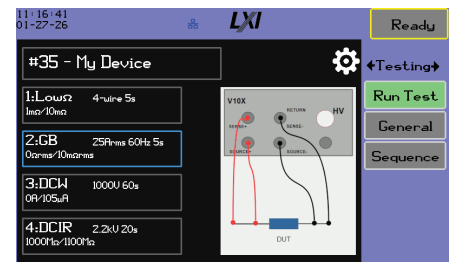 11:16:41
01-27-26
LXI
Ready
#35 - My Device
←Testing→
1:LowΩ 4-wire 5s
1mΩ/10mΩ
Run Test
2:GB 25Arms 60Hz 5s
0Ωrms/10mΩrms
General
Sequence
3:DCW 1000V 60s
0A/105µA
4:DCIR 2.2kV 20s
1000MΩ/1100MΩ
V10X
RETURN
HV
SENSE+
SENSE-
SOURCE+
SOURCE-
DUT